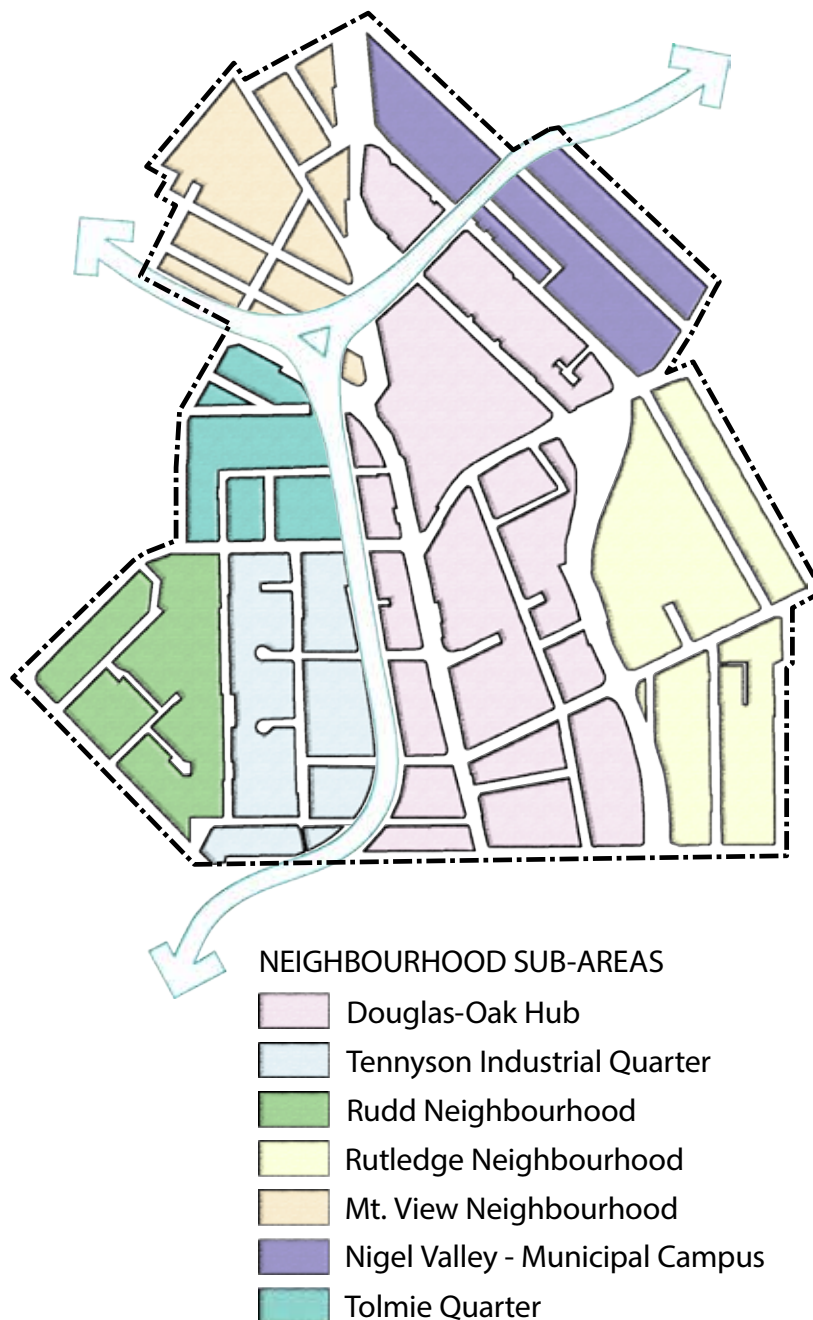 NEIGHBOURHOOD SUB-AREAS
Douglas-Oak Hub
Tennyson Industrial Quarter
Rudd Neighbourhood
Rutledge Neighbourhood
Mt. View Neighbourhood
Nigel Valley - Municipal Campus
Tolmie Quarter